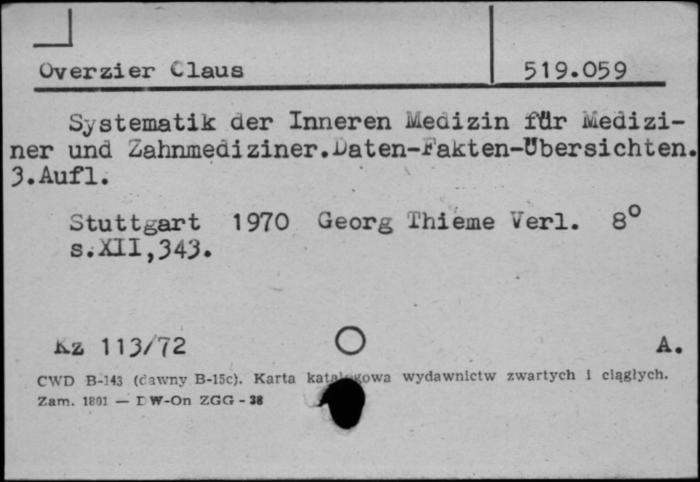 Overzier Claus 519.059
Systematik der Inneren Medizin für Medizi-
ner und Zahnmediziner.Daten-Fakten-Übersichten.
3.Aufl.
Stuttgart 1970 Georg Thieme Verl. 8°
s.XII,343.
Kz 113/72 A.
CWD B-143 (dawny B-15c). Karta katalogowa wydawnictw zwartych i ciągłych.
Zam. 1801 — DW-On ZGG - 38